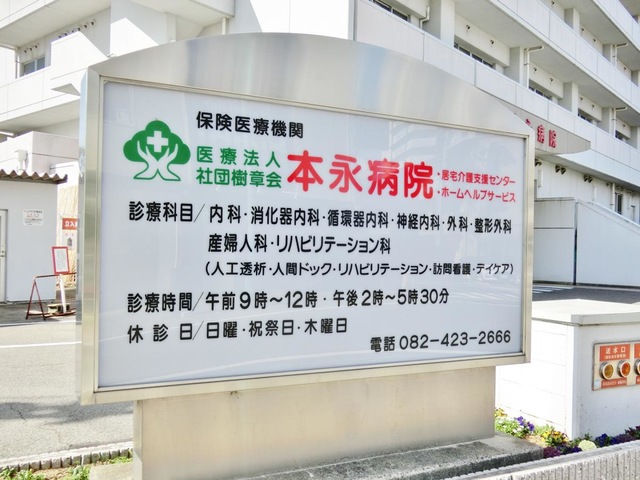 保険医療機関
医療法人
社団樹章会
本永病院
・居宅介護支援センター
・ホームヘルプサービス
診療科目/内科・消化器内科・循環器内科・神経内科・外科・整形外科
産婦人科・リハビリテーション科
(人工透析・人間ドック・リハビリテーション・訪問看護・デイケア)
診療時間/午前9時～12時・午後2時～5時30分
休診日/日曜・祝祭日・木曜日
電話 082-423-2666
病院
送水口